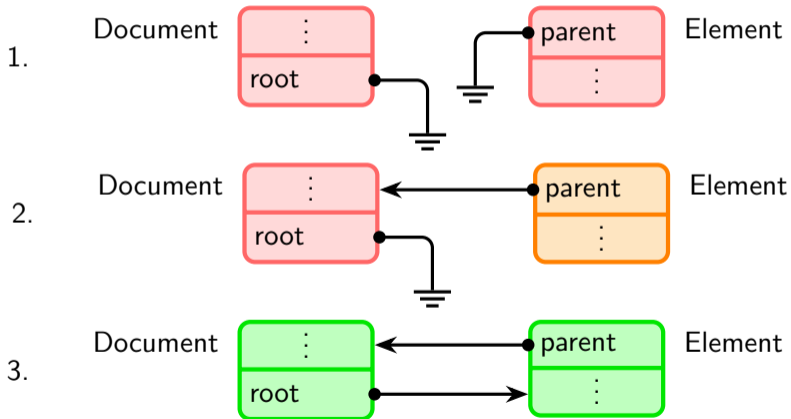 Document ⋮ parent Element
1.
root ⋮
Document ⋮ parent Element
2.
root ⋮
Document ⋮ parent Element
3.
root ⋮